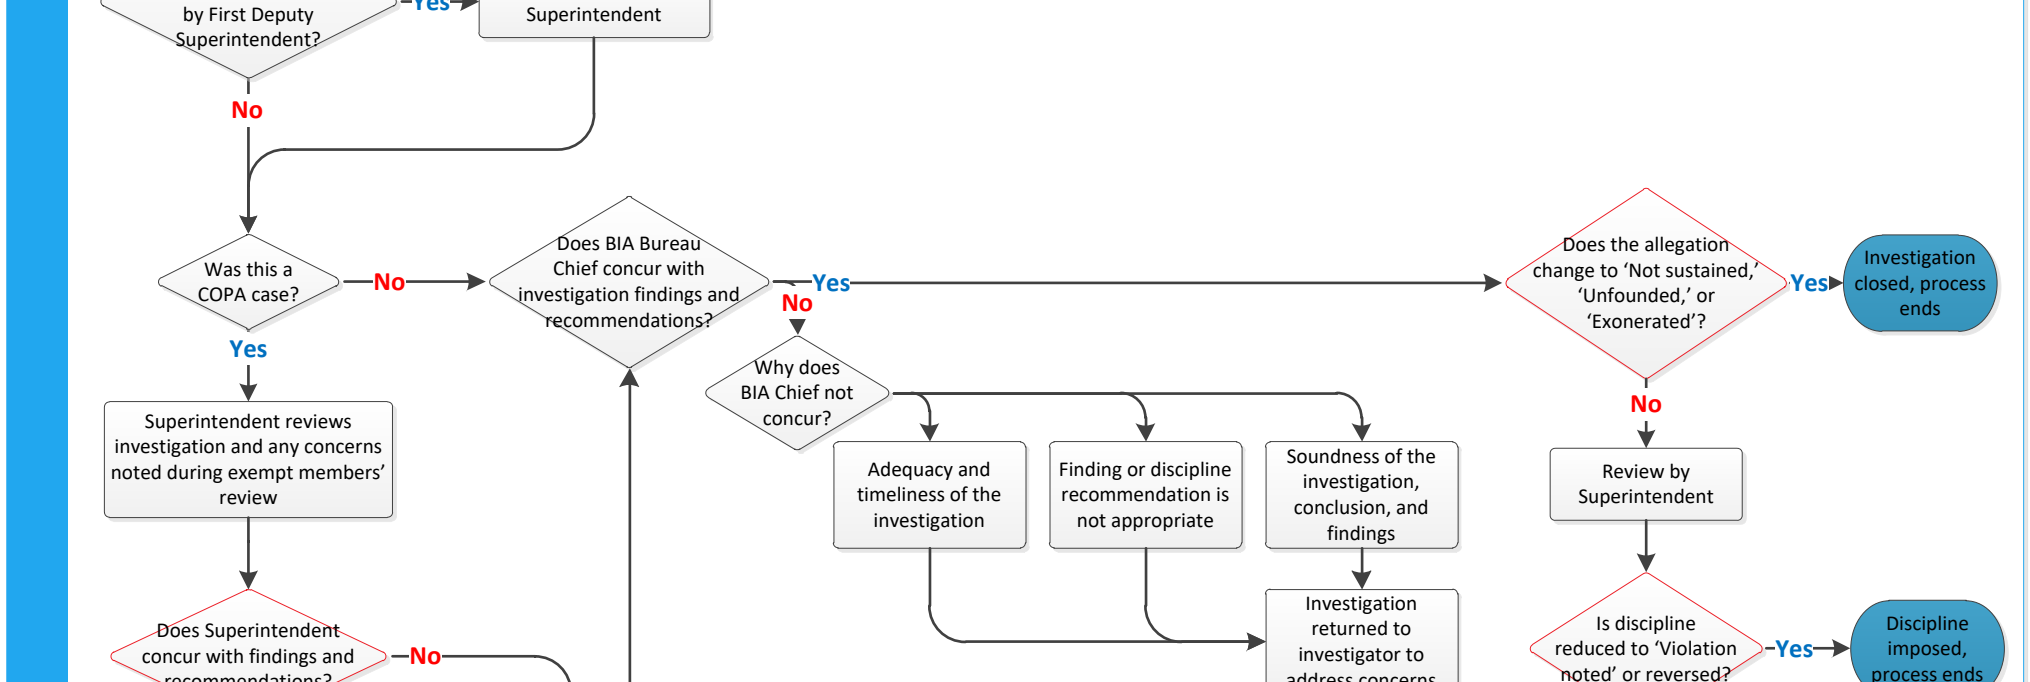 by First Deputy
Superintendent?
Yes
Superintendent
No
Was this a
COPA case?
No
Does BIA Bureau
Chief concur with
investigation findings and
recommendations?
Yes
No
Does the allegation
change to ‘Not sustained,’
‘Unfounded,’ or
‘Exonerated’?
Yes
Investigation
closed, process
ends
Yes
Why does
BIA Chief not
concur?
No
Superintendent reviews
investigation and any concerns
noted during exempt members’
review
Adequacy and
timeliness of the
investigation
Finding or discipline
recommendation is
not appropriate
Soundness of the
investigation,
conclusion, and
findings
Review by
Superintendent
Does Superintendent
concur with findings and
recommendations?
No
Investigation
returned to
investigator to
address concerns
Is discipline
reduced to ‘Violation
noted’ or reversed?
Yes
Discipline
imposed,
process ends